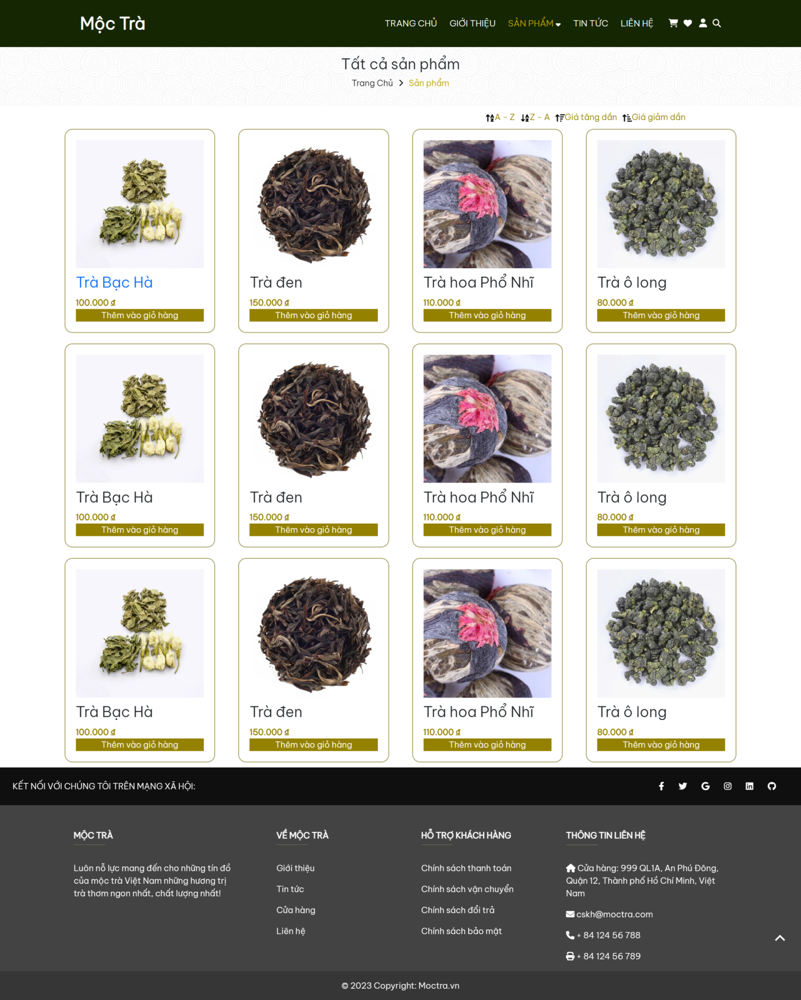 Mộc Trà
TRANG CHỦ GIỚI THIỆU SẢN PHẨM TIN TỨC LIÊN HỆ
Tất cả sản phẩm
Trang Chủ Sản phẩm
A - Z Z - A Giá tăng dần Giá giảm dần
Trà Bạc Hà
100.000 ₫
Thêm vào giỏ hàng
Trà đen
150.000 ₫
Thêm vào giỏ hàng
Trà hoa Phổ Nhĩ
110.000 ₫
Thêm vào giỏ hàng
Trà ô long
80.000 ₫
Thêm vào giỏ hàng
Trà Bạc Hà
100.000 ₫
Thêm vào giỏ hàng
Trà đen
150.000 ₫
Thêm vào giỏ hàng
Trà hoa Phổ Nhĩ
110.000 ₫
Thêm vào giỏ hàng
Trà ô long
80.000 ₫
Thêm vào giỏ hàng
Trà Bạc Hà
100.000 ₫
Thêm vào giỏ hàng
Trà đen
150.000 ₫
Thêm vào giỏ hàng
Trà hoa Phổ Nhĩ
110.000 ₫
Thêm vào giỏ hàng
Trà ô long
80.000 ₫
Thêm vào giỏ hàng
KẾT NỐI VỚI CHÚNG TÔI TRÊN MẠNG XÃ HỘI:
MỘC TRÀ
Luôn nỗ lực mang đến cho những tín đồ
của mộc trà Việt Nam những hương trị
trà thơm ngon nhất, chất lượng nhất!
VỀ MỘC TRÀ
Giới thiệu
Tin tức
Cửa hàng
Liên hệ
HỖ TRỢ KHÁCH HÀNG
Chính sách thanh toán
Chính sách vận chuyển
Chính sách đổi trả
Chính sách bảo mật
THÔNG TIN LIÊN HỆ
Cửa hàng: 999 QL1A, An Phú Đông,
Quận 12, Thành phố Hồ Chí Minh, Việt
Nam
cskh@moctra.com
+ 84 124 56 788
+ 84 124 56 789
© 2023 Copyright: Moctra.vn